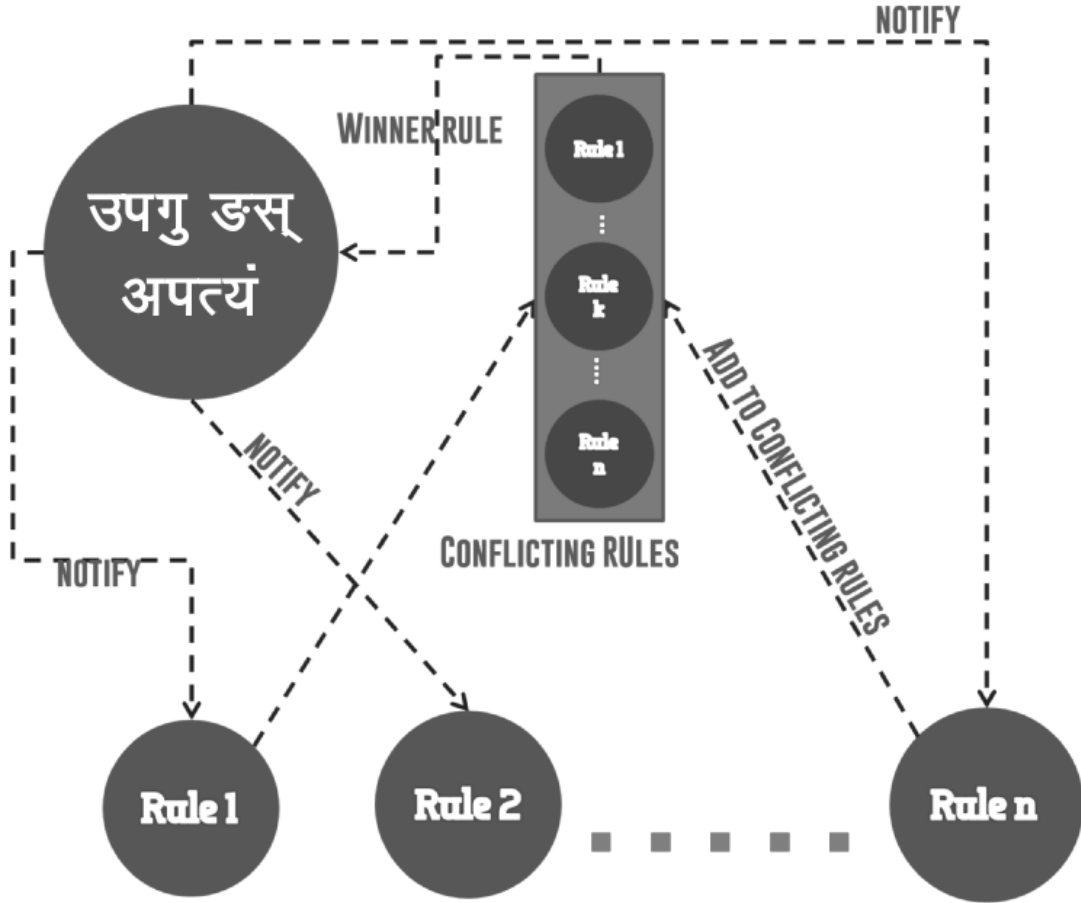 NOTIFY
WINNER RULE
उपगु ङस्
अपत्यं
Rule 1
Rule
k
Rule
n
CONFLICTING RULES
ADD TO CONFLICTING RULES
NOTIFY
NOTIFY
Rule 1
Rule 2
Rule n